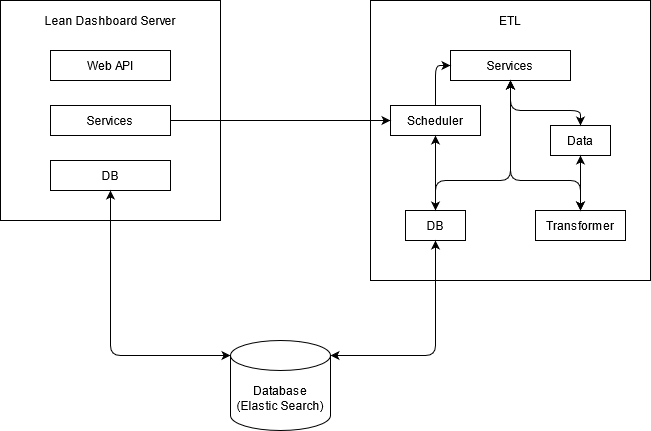 Lean Dashboard Server
Web API
Services
DB
ETL
Services
Scheduler
Data
DB
Transformer
Database
(Elastic Search)